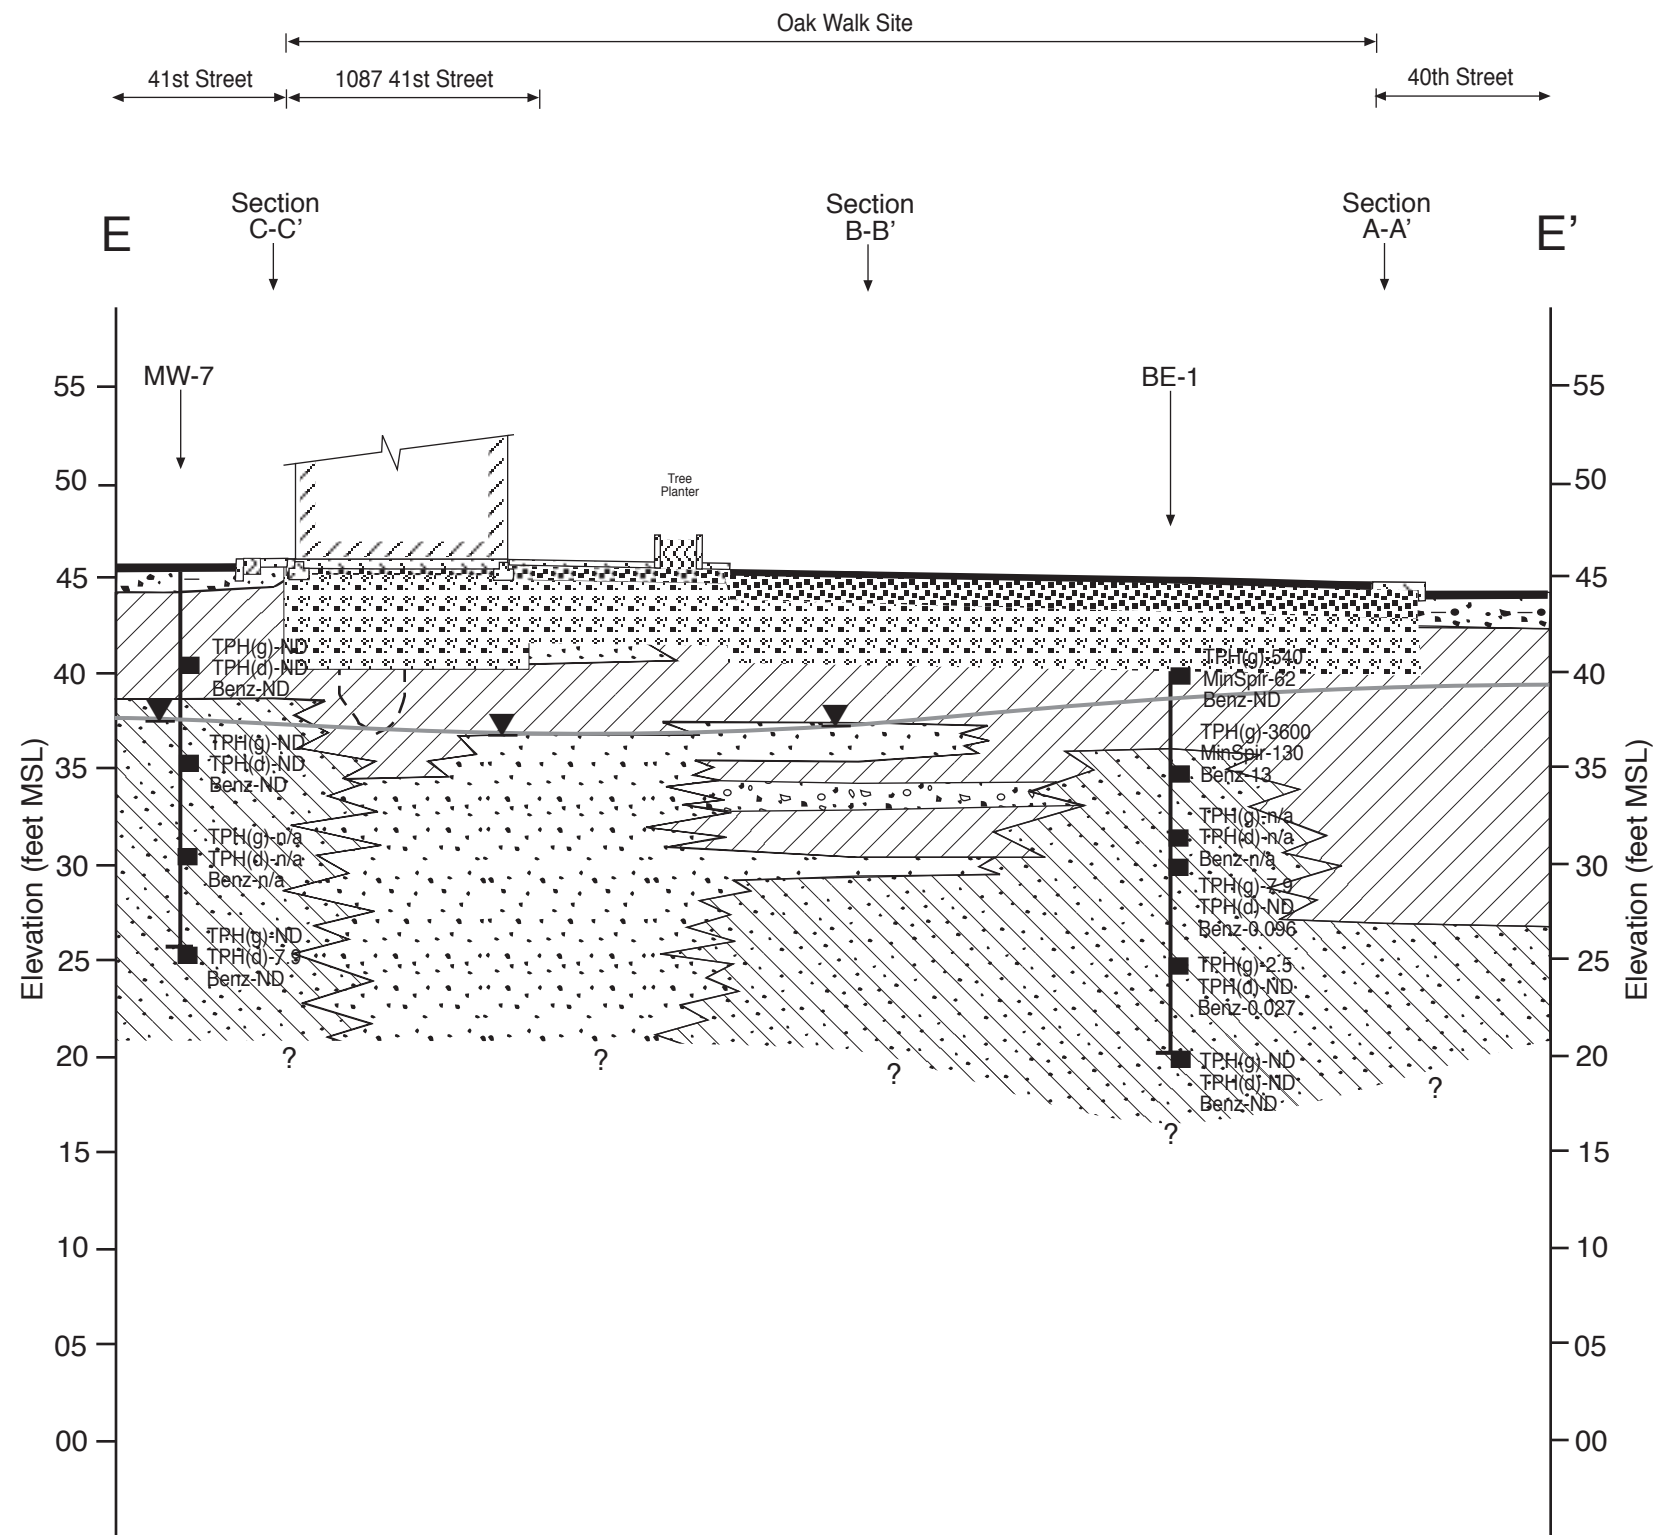 Oak Walk Site
41st Street
1087 41st Street
40th Street
Section
C-C’
Section
B-B’
Section
A-A’
E
E’
MW-7
BE-1
55
55
50
50
Tree
Planter
45
45
TPH(g)-ND
TPH(d)-ND
Benz-ND
TPH(g)-540
MinSpir-62
Benz-ND
40
40
TPH(g)-ND
TPH(d)-ND
Benz-ND
TPH(g)-3600
MinSpir-130
Benz-13
35
35
TPH(g)-n/a
TPH(d)-n/a
Benz-n/a
TPH(g)-n/a
TPH(d)-n/a
Benz-n/a
30
30
TPH(g)-7.9
TPH(d)-ND
Benz-0.096
TPH(g)-ND
TPH(d)-7.9
Benz-ND
25
25
TPH(g)-2.5
TPH(d)-ND
Benz-0.027
20
20
TPH(g)-ND
TPH(d)-ND
Benz-ND
?
?
?
?
?
15
15
10
10
05
05
00
00
Elevation (feet MSL)
Elevation (feet MSL)